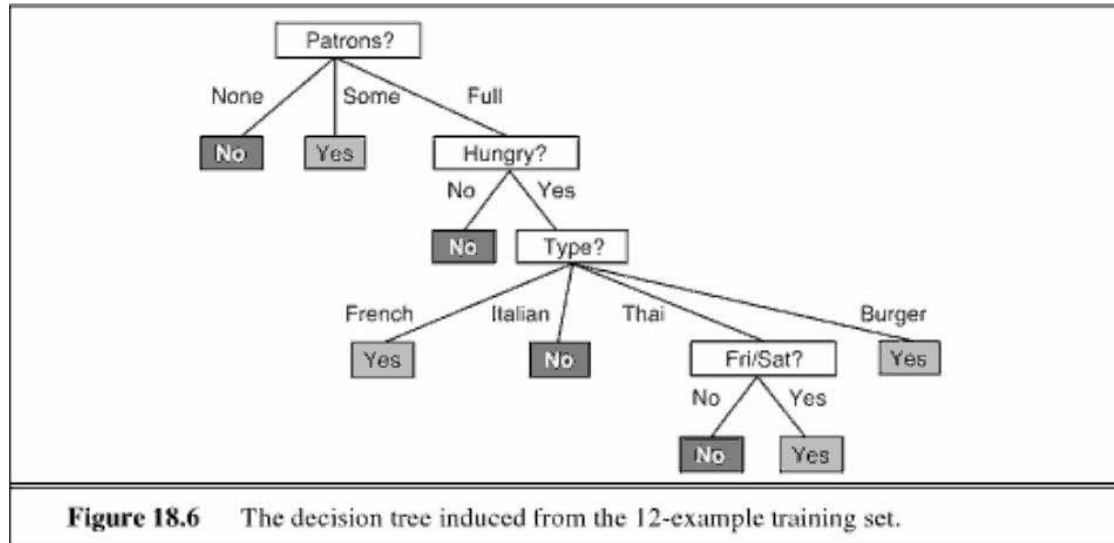 Patrons?
None Some Full
No Yes Hungry?
No Yes
No Type?
French Italian Thai Burger
Yes No Fri/Sat? Yes
No Yes
No Yes
Figure 18.6 The decision tree induced from the 12-example training set.